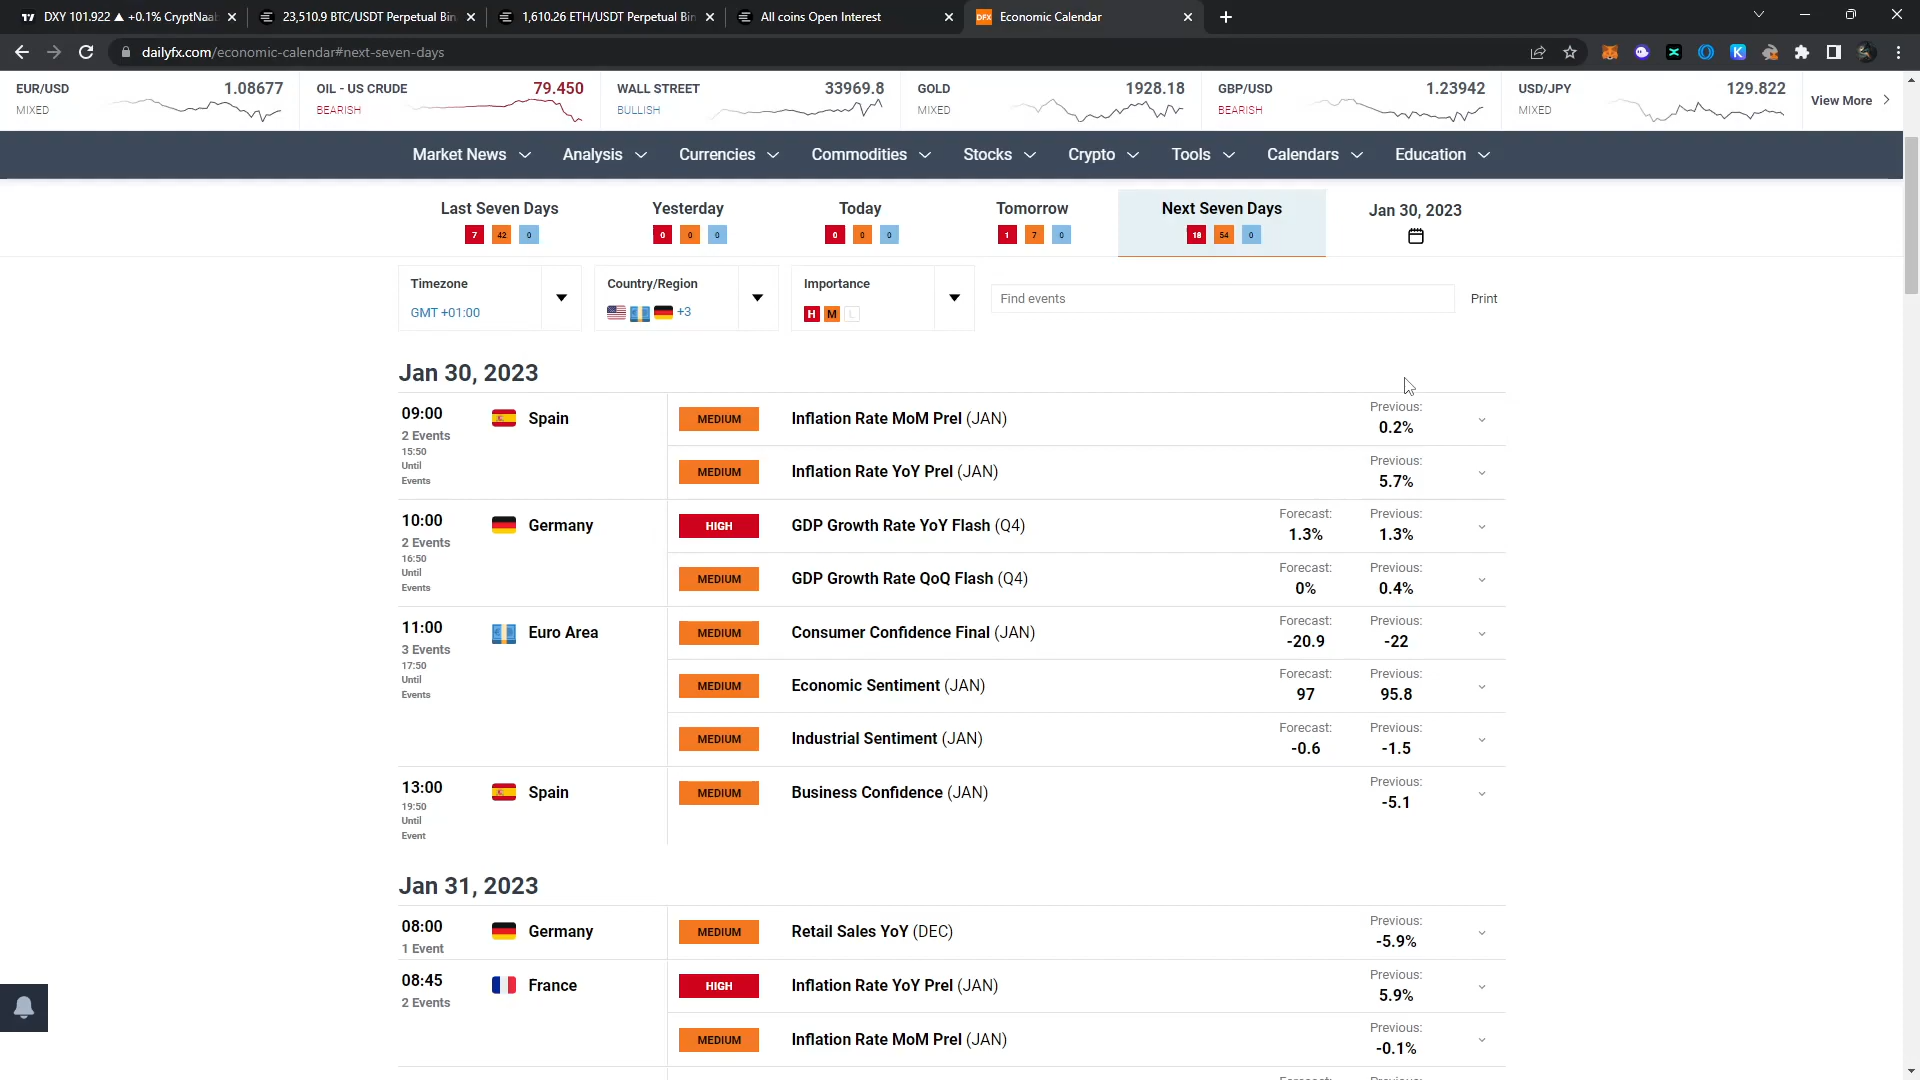 DXY 101.922 ▲ +0.1% CryptNaab
23,510.9 BTC/USDT Perpetual Bin
1,610.26 ETH/USDT Perpetual Bin
All coins Open Interest
DFX Economic Calendar
dailyfx.com/economic-calendar#next-seven-days
EUR/USD 1.08677
MIXED
OIL - US CRUDE 79.450
BEARISH
WALL STREET 33969.8
BULLISH
GOLD 1928.18
MIXED
GBP/USD 1.23942
BEARISH
USD/JPY 129.822
MIXED
View More
Market News Analysis Currencies Commodities Stocks Crypto Tools Calendars Education
Last Seven Days
7 42 0
Yesterday
0 0 0
Today
0 0 0
Tomorrow
1 7 0
Next Seven Days
18 54 0
Jan 30, 2023
Timezone
GMT +01:00
Country/Region
+3
Importance
H M L
Find events
Print
Jan 30, 2023
09:00
2 Events
15:50
Until
Events
Spain
MEDIUM Inflation Rate MoM Prel (JAN)
Previous:
0.2%
MEDIUM Inflation Rate YoY Prel (JAN)
Previous:
5.7%
10:00
2 Events
16:50
Until
Events
Germany
HIGH GDP Growth Rate YoY Flash (Q4)
Forecast: Previous:
1.3% 1.3%
MEDIUM GDP Growth Rate QoQ Flash (Q4)
Forecast: Previous:
0% 0.4%
11:00
3 Events
17:50
Until
Events
Euro Area
MEDIUM Consumer Confidence Final (JAN)
Forecast: Previous:
-20.9 -22
MEDIUM Economic Sentiment (JAN)
Forecast: Previous:
97 95.8
MEDIUM Industrial Sentiment (JAN)
Forecast: Previous:
-0.6 -1.5
13:00
19:50
Until
Event
Spain
MEDIUM Business Confidence (JAN)
Previous:
-5.1
Jan 31, 2023
08:00
1 Event
Germany
MEDIUM Retail Sales YoY (DEC)
Previous:
-5.9%
08:45
2 Events
France
HIGH Inflation Rate YoY Prel (JAN)
Previous:
5.9%
MEDIUM Inflation Rate MoM Prel (JAN)
Previous:
-0.1%
Forecast: Previous: